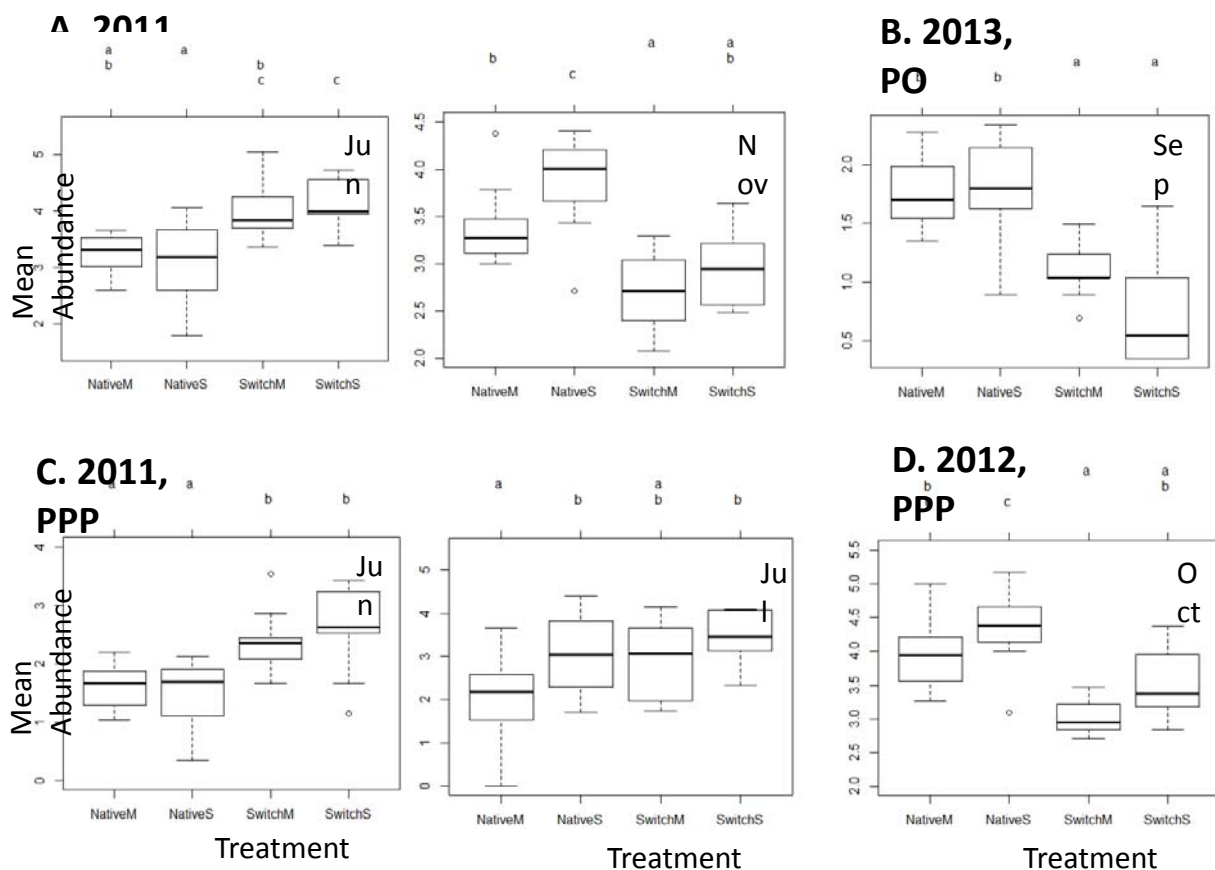 A. 2011
a a b a a
b b c c
b c b
Jun
Nov
Mean Abundance
5
4
3
2
4.5
4.0
3.5
3.0
2.5
2.0
NativeM NativeS SwitchM SwitchS
NativeM NativeS SwitchM SwitchS
B. 2013,
PO
b b a a
Se
p
2.0
1.5
1.0
0.5
NativeM NativeS SwitchM SwitchS
C. 2011,
PPP
a a b b
Ju
n
Mean
Abundance
4
3
2
1
0
NativeM NativeS SwitchM SwitchS
Treatment
a b a b
b
Ju
l
5
4
3
2
1
0
NativeM NativeS SwitchM SwitchS
Treatment
D. 2012,
PPP
b c a a
b
O
ct
5.5
5.0
4.5
4.0
3.5
3.0
2.5
2.0
NativeM NativeS SwitchM SwitchS
Treatment